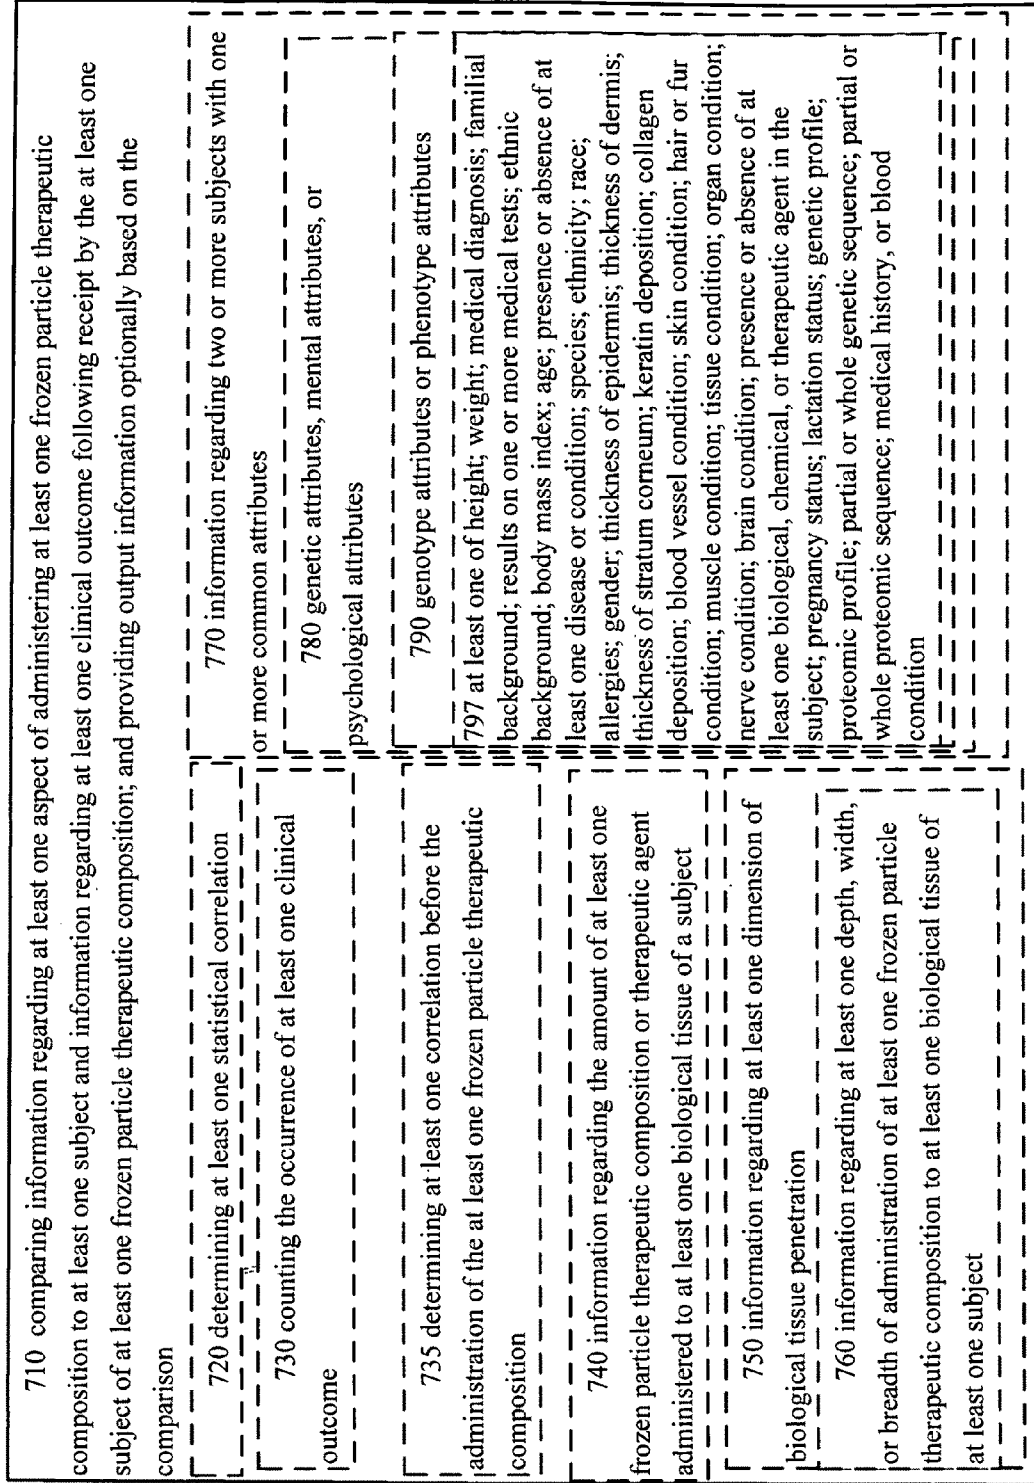 710 comparing information regarding at least one aspect of administering at least one frozen particle therapeutic
composition to at least one subject and information regarding at least one clinical outcome following receipt by the at least one
subject of at least one frozen particle therapeutic composition; and providing output information optionally based on the
comparison
720 determining at least one statistical correlation
730 counting the occurrence of at least one clinical
outcome
735 determining at least one correlation before the
administration of the at least one frozen particle therapeutic
composition
740 information regarding the amount of at least one
frozen particle therapeutic composition or therapeutic agent
administered to at least one biological tissue of a subject
750 information regarding at least one dimension of
biological tissue penetration
760 information regarding at least one depth, width,
or breadth of administration of at least one frozen particle
therapeutic composition to at least one biological tissue of
at least one subject
770 information regarding two or more subjects with one
or more common attributes
780 genetic attributes, mental attributes, or
psychological attributes
790 genotype attributes or phenotype attributes
797 at least one of height; weight; medical diagnosis; familial
background; results on one or more medical tests; ethnic
background; body mass index; age; presence or absence of at
least one disease or condition; species; ethnicity; race;
allergies; gender; thickness of epidermis; thickness of dermis;
thickness of stratum corneum; keratin deposition; collagen
deposition; blood vessel condition; skin condition; hair or fur
condition; muscle condition; tissue condition; organ condition;
nerve condition; brain condition; presence or absence of at
least one biological, chemical, or therapeutic agent in the
subject; pregnancy status; lactation status; genetic profile;
proteomic profile; partial or whole genetic sequence; partial or
whole proteomic sequence; medical history, or blood
condition